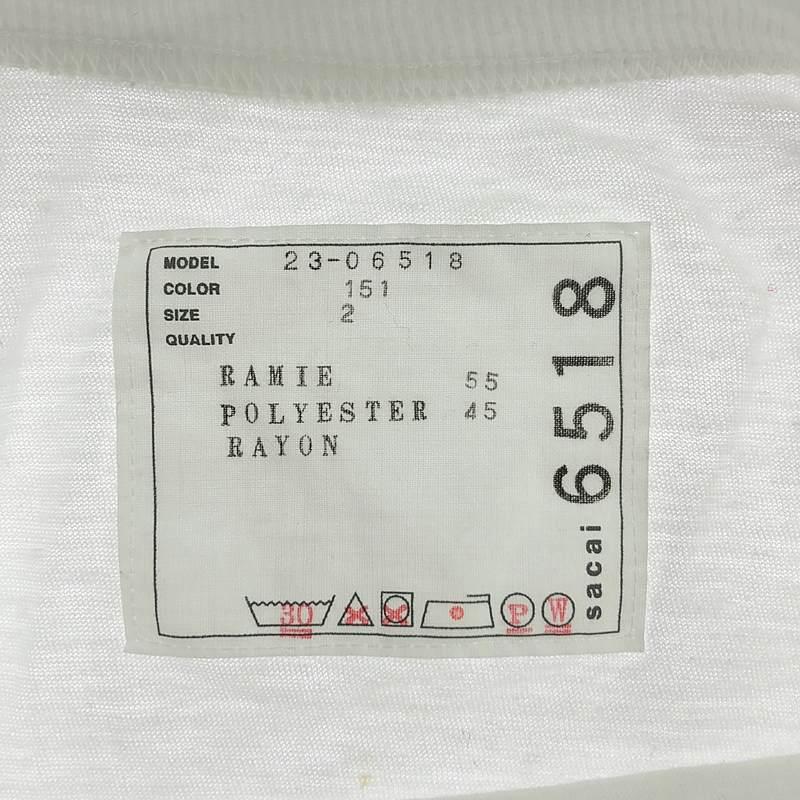 MODEL 23-06518
COLOR 151
SIZE 2
QUALITY
RAMIE 55
POLYESTER 45
RAYON
30 P W
sacai 6518